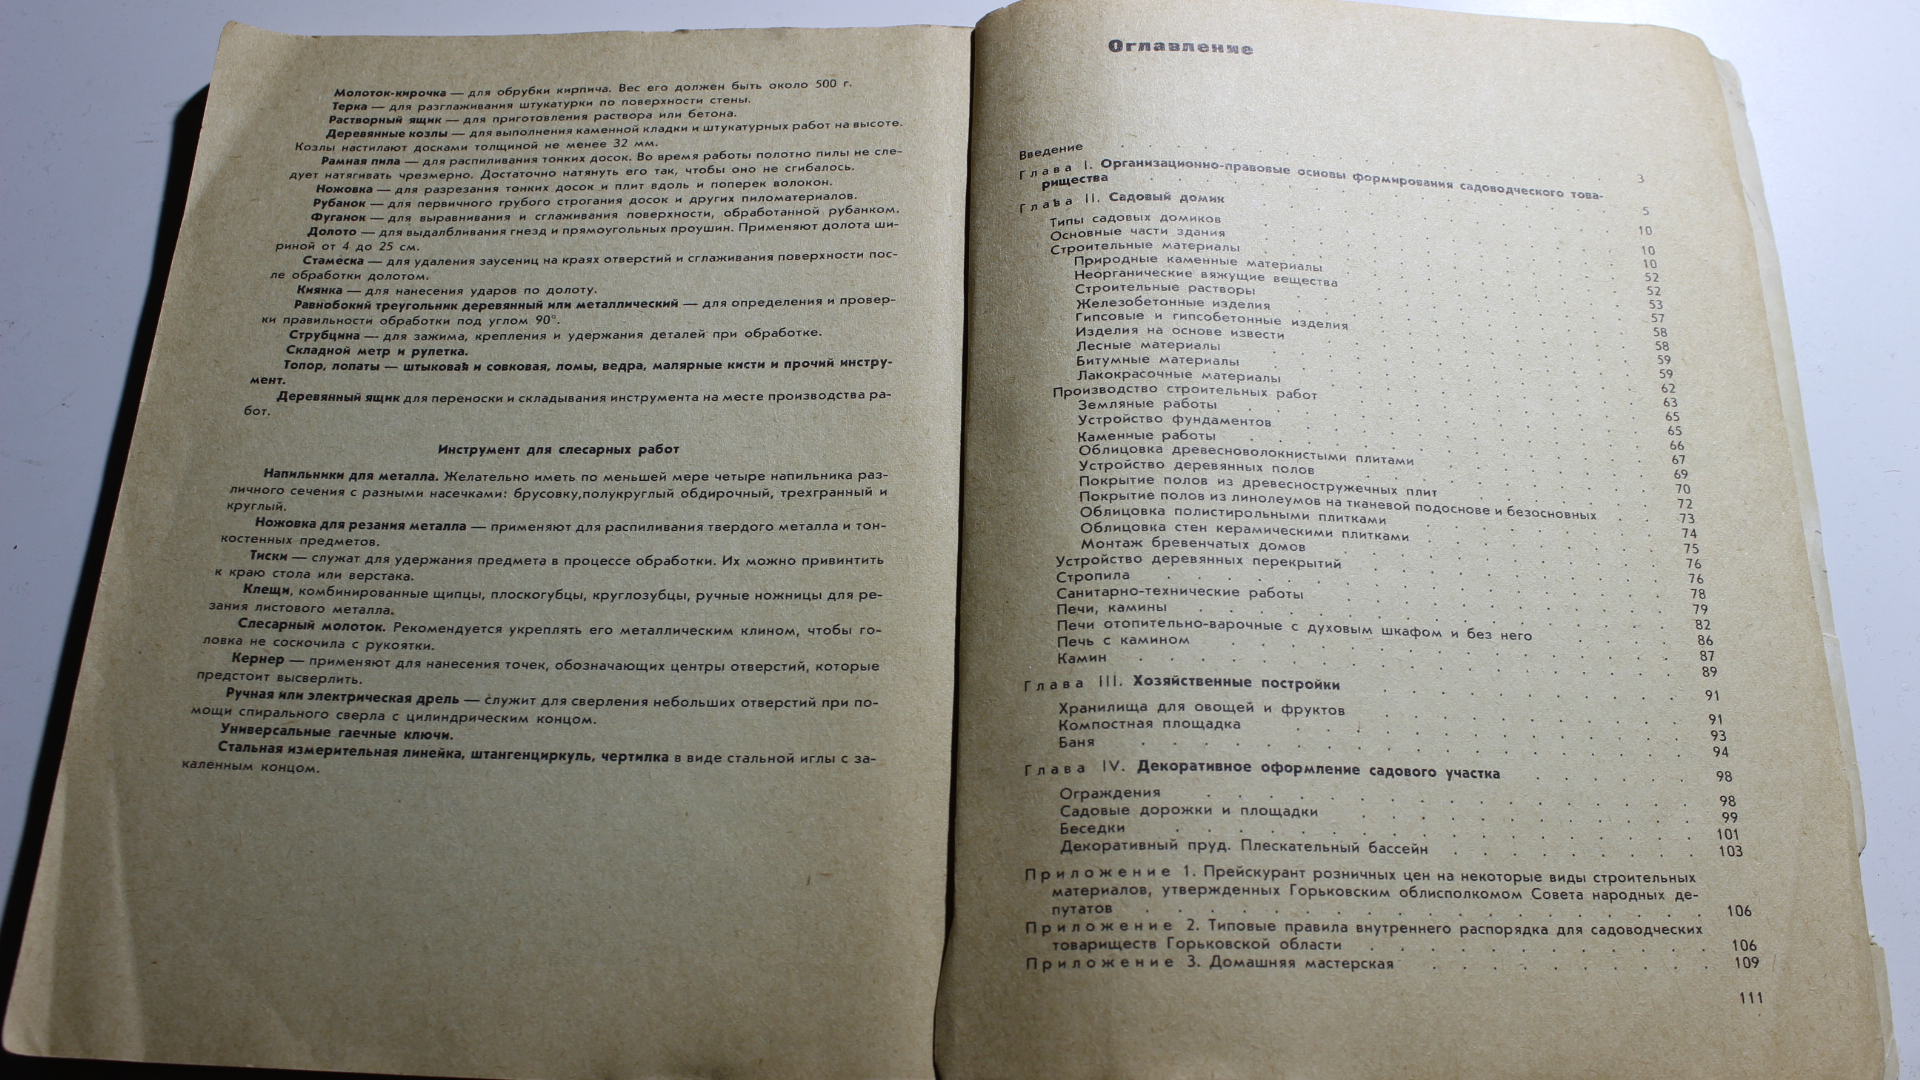 Молоток-кирочка — для обрубки кирпича. Вес его должен быть около 500 г.
Терка — для разглаживания штукатурки по поверхности стены.
Растворный ящик — для приготовления раствора или бетона.
Деревянные козлы — для выполнения каменной кладки и штукатурных работ на высоте.
Козлы настилают досками толщиной не менее 32 мм.
Рамная пила — для распиливания тонких досок. Во время работы полотно пилы не сле-
дует натягивать чрезмерно. Достаточно натянуть его так, чтобы оно не сгибалось.
Ножовка — для разрезания тонких досок и плит вдоль и поперек волокон.
Рубанок — для первичного грубого строгания досок и других пиломатериалов.
Фуганок — для выравнивания и сглаживания поверхности, обработанной рубанком.
Долото — для выдалбливания гнезд и прямоугольных проушин. Применяют долота ши-
риной от 4 до 25 см.
Стамеска — для удаления заусениц на краях отверстий и сглаживания поверхности пос-
ле обработки долотом.
Киянка — для нанесения ударов по долоту.
Равнобокий треугольник деревянный или металлический — для определения и провер-
ки правильности обработки под углом 90°.
Струбцина — для зажима, крепления и удержания деталей при обработке.
Складной метр и рулетка.
Топор, лопаты — штыковая и совковая, ломы, ведра, малярные кисти и прочий инстру-
мент.
Деревянный ящик для переноски и складывания инструмента на месте производства ра-
бот.
Инструмент для слесарных работ
Напильники для металла. Желательно иметь по меньшей мере четыре напильника раз-
личного сечения с разными насечками: брусовку,полукруглый обдирочный, трехгранный и
круглый.
Ножовка для резания металла — применяют для распиливания твердого металла и тон-
костенных предметов.
Тиски — служат для удержания предмета в процессе обработки. Их можно привинтить
к краю стола или верстака.
Клещи, комбинированные щипцы, плоскогубцы, круглозубцы, ручные ножницы для ре-
зания листового металла.
Слесарный молоток. Рекомендуется укреплять его металлическим клином, чтобы го-
ловка не соскочила с рукоятки.
Кернер — применяют для нанесения точек, обозначающих центры отверстий, которые
предстоит высверлить.
Ручная или электрическая дрель — служит для сверления небольших отверстий при по-
мощи спирального сверла с цилиндрическим концом.
Универсальные гаечные ключи.
Стальная измерительная линейка, штангенциркуль, чертилка в виде стальной иглы с за-
каленным концом.
Оглавление
Введение . . . 3
Глава I. Организационно-правовые основы формирования садоводческого това-
рищества . . . 5
Глава II. Садовый домик . . . 10
Типы садовых домиков . . . 10
Основные части здания . . . 10
Строительные материалы . . . 52
Природные каменные материалы . . . 52
Неорганические вяжущие вещества . . . 53
Строительные растворы . . . 57
Железобетонные изделия . . . 58
Гипсовые и гипсобетонные изделия . . . 58
Изделия на основе извести . . . 59
Лесные материалы . . . 59
Битумные материалы . . . 62
Лакокрасочные материалы . . . 63
Производство строительных работ . . . 65
Земляные работы . . . 65
Устройство фундаментов . . . 66
Каменные работы . . . 67
Облицовка древесноволокнистыми плитами . . . 69
Устройство деревянных полов . . . 70
Покрытие полов из древесностружечных плит . . . 72
Покрытие полов из линолеумов на тканевой подоснове и безосновных . . . 73
Облицовка полистирольными плитками . . . 74
Облицовка стен керамическими плитками . . . 75
Монтаж бревенчатых домов . . . 76
Устройство деревянных перекрытий . . . 76
Стропила . . . 78
Санитарно-технические работы . . . 79
Печи, камины . . . 82
Печи отопительно-варочные с духовым шкафом и без него . . . 86
Печь с камином . . . 87
Камин . . . 89
Глава III. Хозяйственные постройки . . . 91
Хранилища для овощей и фруктов . . . 91
Компостная площадка . . . 93
Баня . . . 94
Глава IV. Декоративное оформление садового участка . . . 98
Ограждения . . . 98
Садовые дорожки и площадки . . . 99
Беседки . . . 101
Декоративный пруд. Плескательный бассейн . . . 103
Приложение 1. Прейскурант розничных цен на некоторые виды строительных
материалов, утвержденных Горьковским облисполкомом Совета народных де-
путатов . . . 106
Приложение 2. Типовые правила внутреннего распорядка для садоводческих
товариществ Горьковской области . . . 106
Приложение 3. Домашняя мастерская . . . 109
111